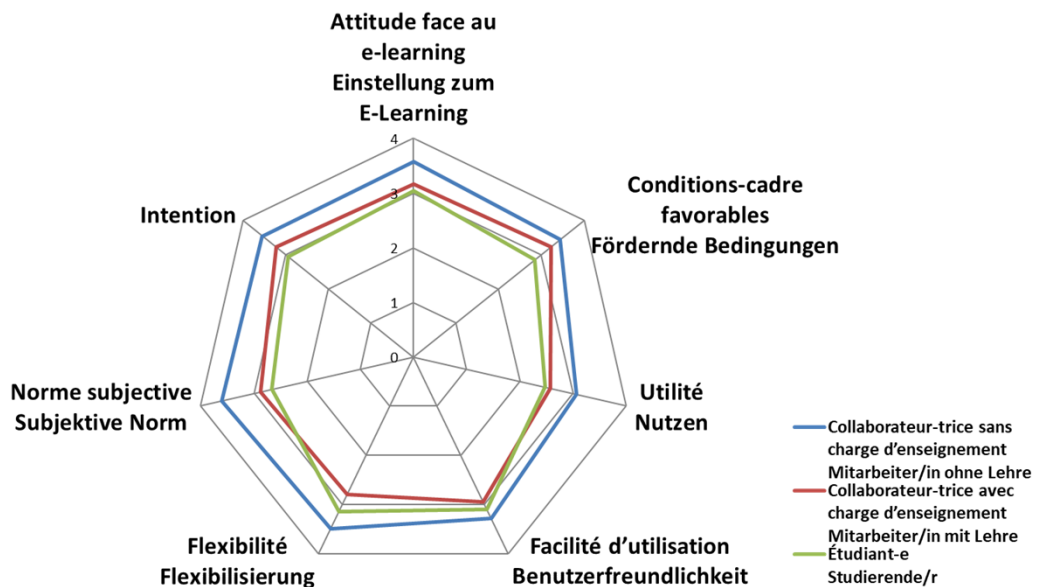 Attitude face au
e-learning
Einstellung zum
E-Learning
4
3
2
1
0
Conditions-cadre
favorables
Fördernde Bedingungen
Utilité
Nutzen
Facilité d’utilisation
Benutzerfreundlichkeit
Flexibilité
Flexibilisierung
Norme subjective
Subjektive Norm
Intention
Collaborateur-trice sans
charge d’enseignement
Mitarbeiter/in ohne Lehre
Collaborateur-trice avec
charge d’enseignement
Mitarbeiter/in mit Lehre
Étudiant-e
Studierende/r